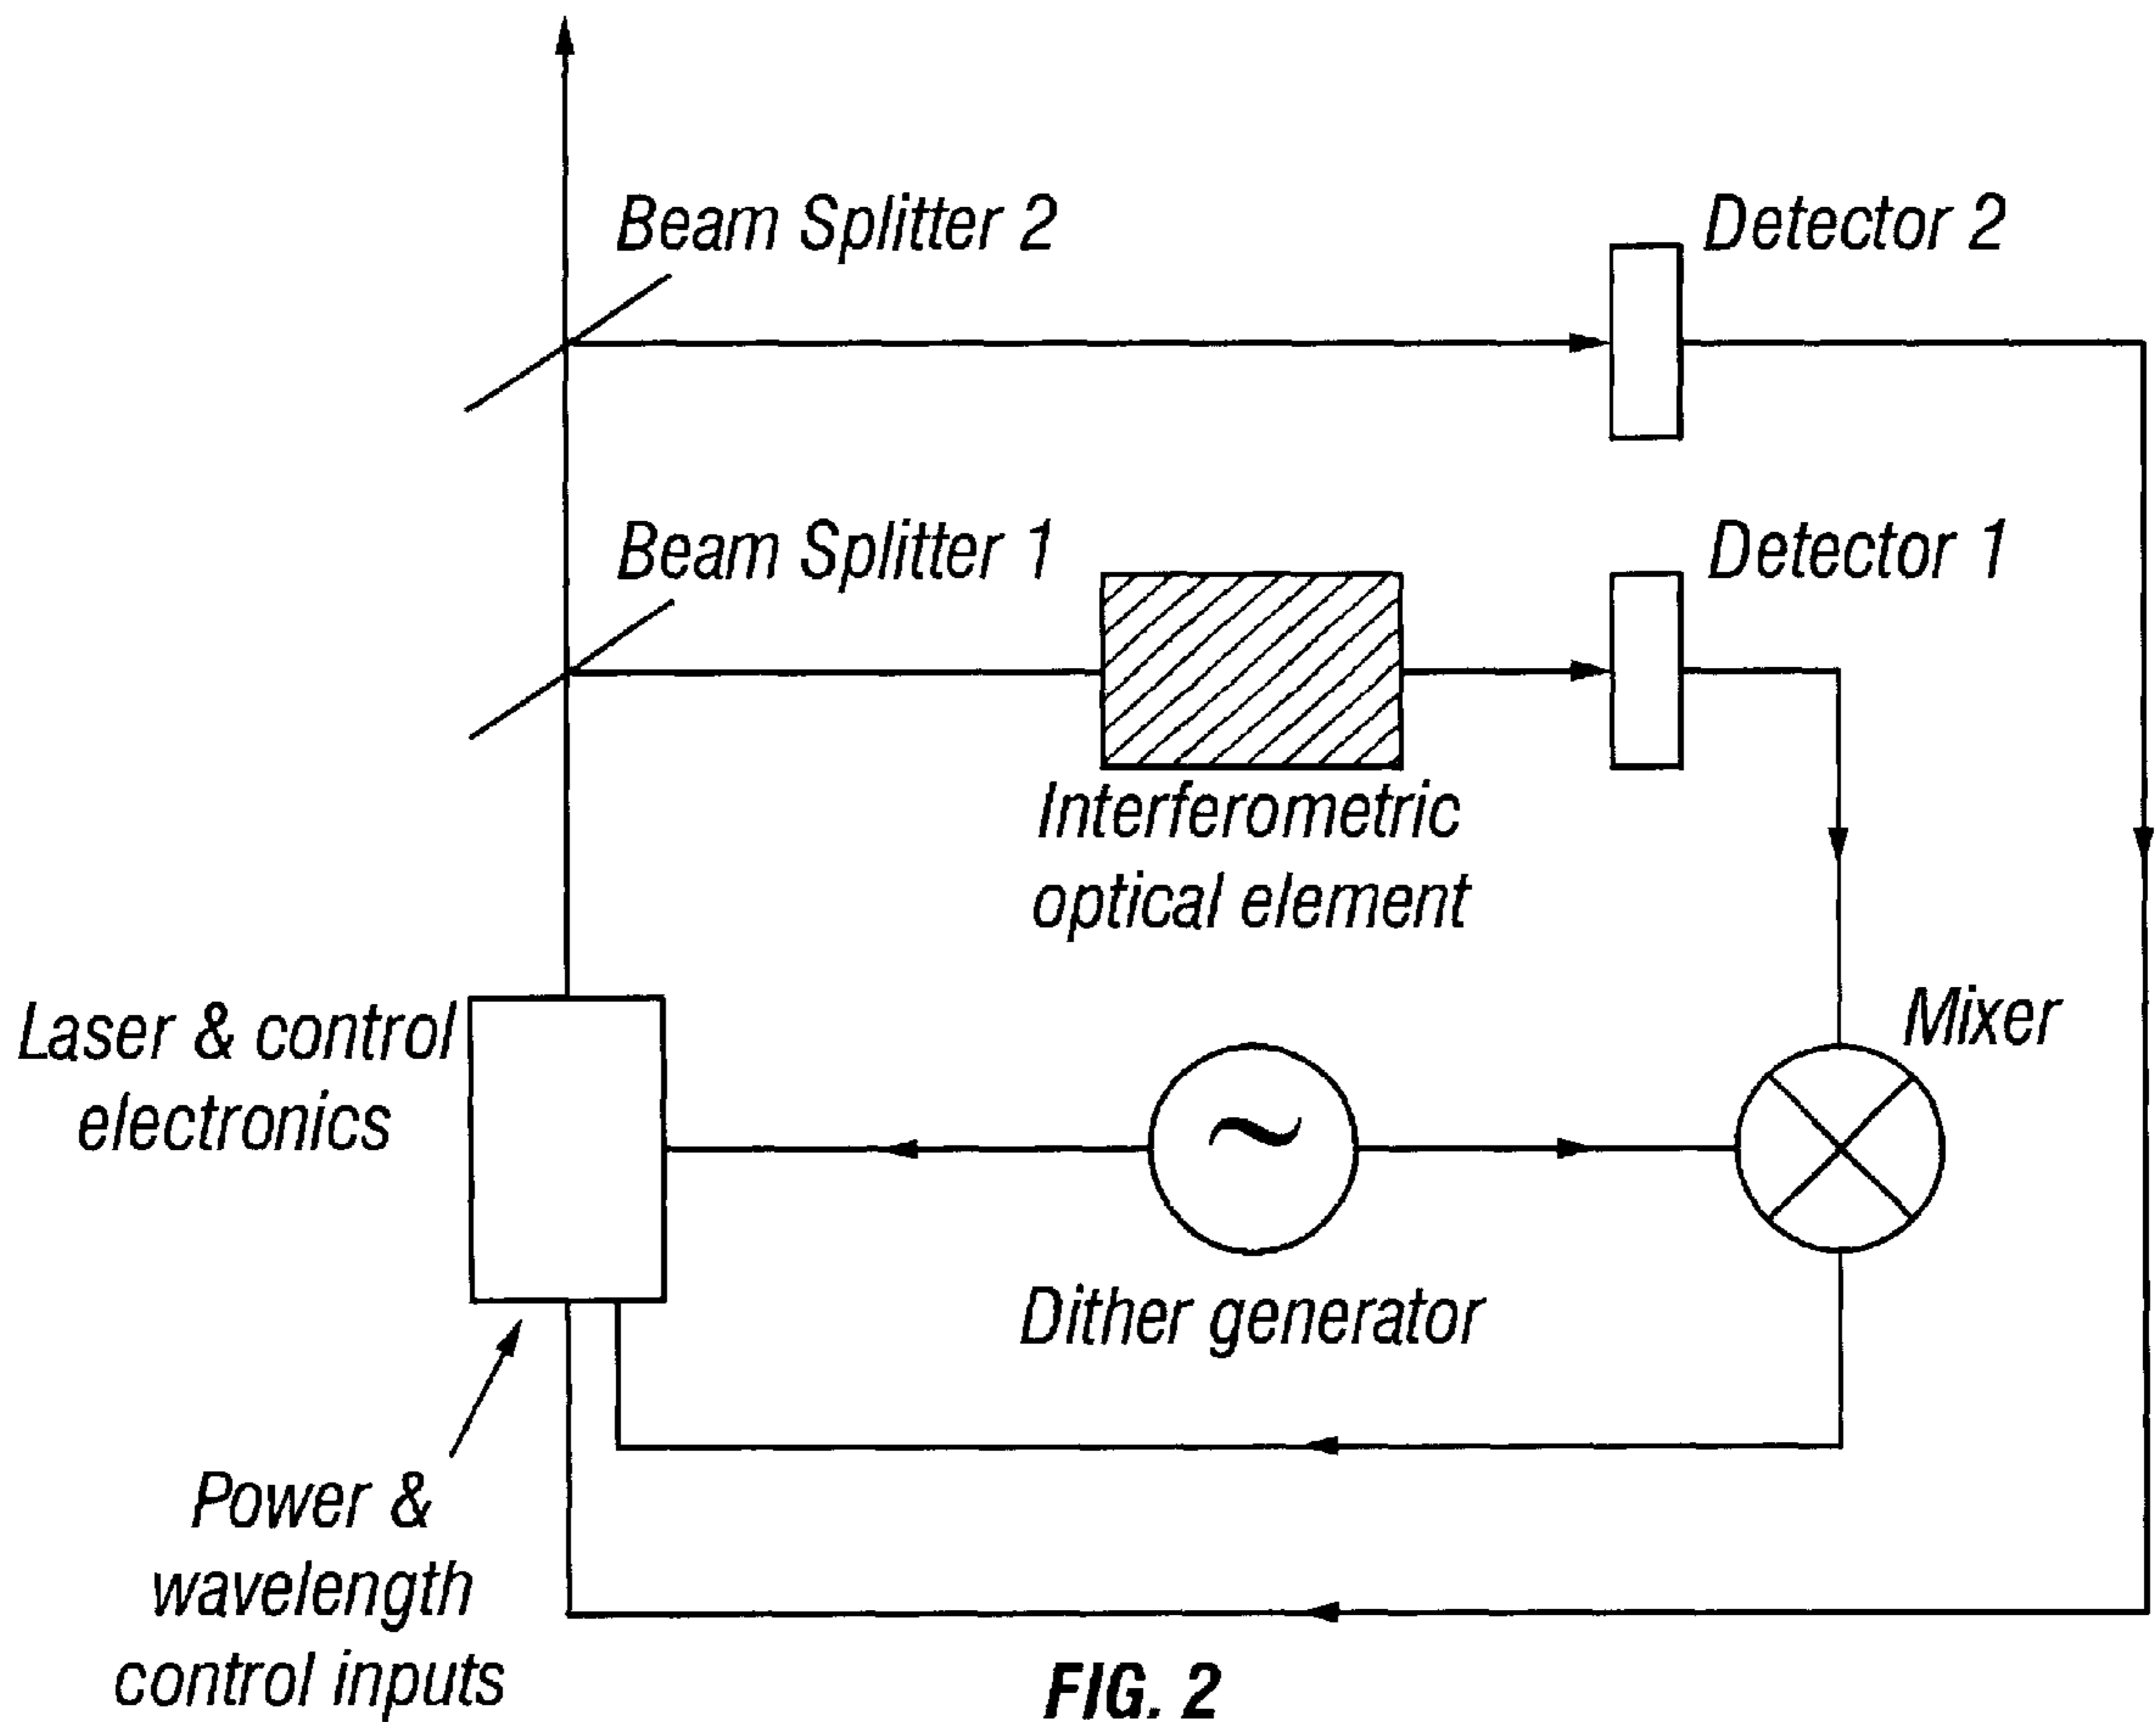 Beam Splitter 2
Detector 2
Beam Splitter 1
Detector 1
Interferometric
optical element
Laser & control
electronics
Mixer
~
Dither generator
Power &
wavelength
control inputs
FIG. 2